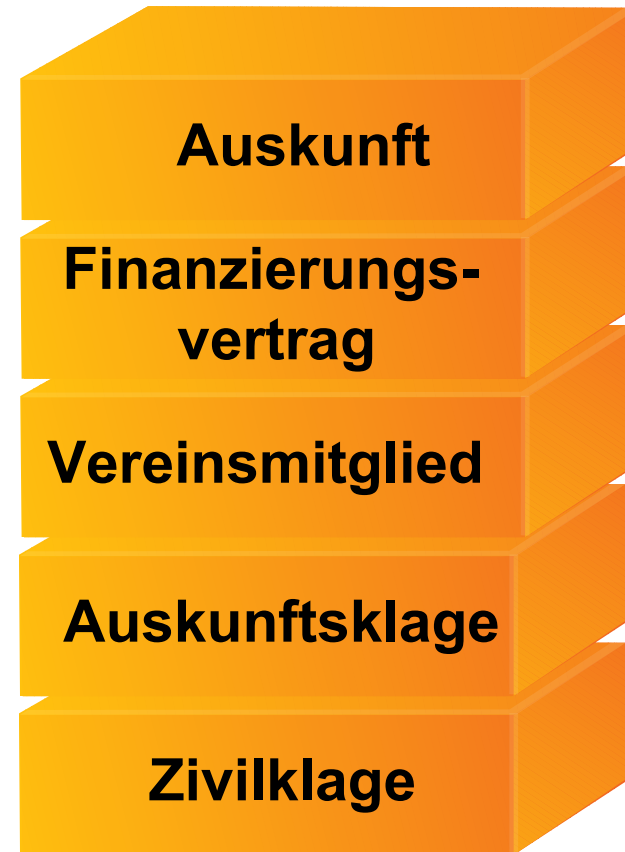 Auskunft
Finanzierungs-
vertrag
Vereinsmitglied
Auskunftsklage
Zivilklage